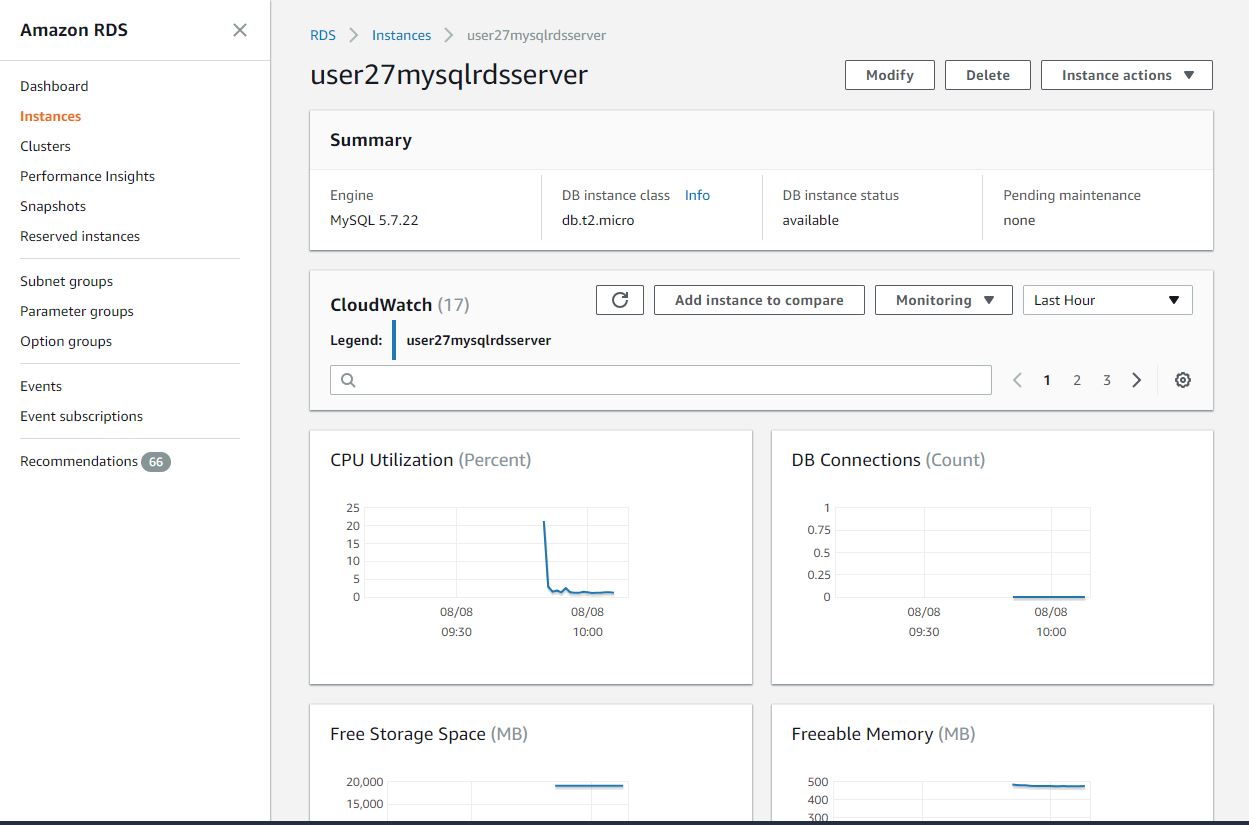 Amazon RDS
Dashboard
Instances
Clusters
Performance Insights
Snapshots
Reserved instances
Subnet groups
Parameter groups
Option groups
Events
Event subscriptions
Recommendations 66
RDS Instances user27mysqlrdsserver
user27mysqlrdsserver Modify Delete Instance actions
Summary
Engine DB instance class Info DB instance status Pending maintenance
MySQL 5.7.22 db.t2.micro available none
CloudWatch (17) Add instance to compare Monitoring Last Hour
Legend: user27mysqlrdsserver
1 2 3
CPU Utilization (Percent)
25
20
15
10
5
0
08/08 08/08
09:30 10:00
DB Connections (Count)
1
0.75
0.5
0.25
0
08/08 08/08
09:30 10:00
Free Storage Space (MB)
20,000
15,000
Freeable Memory (MB)
500
400
300